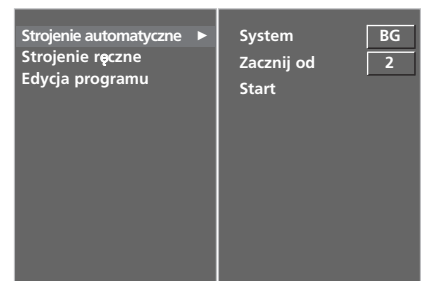 Strojenie automatyczne ►
Strojenie ręczne
Edycja programu
System BG
Zacznij od 2
Start